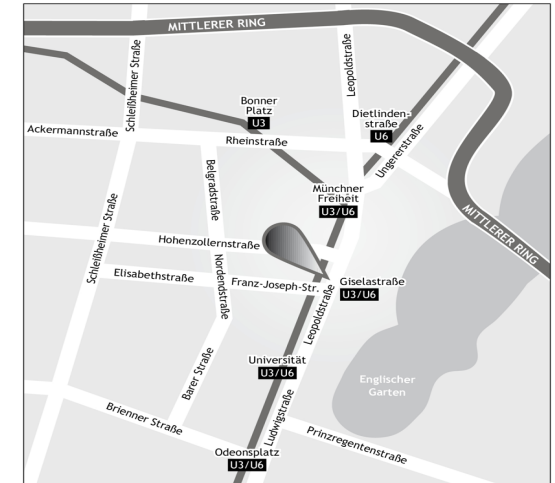 MITTLERER RING
Schleißheimer Straße
Leopoldstraße
Bonner
Platz
U3
Dietlinden-
straße
U6
Ackermannstraße
Rheinstraße
Ungererstraße
Belgradstraße
Münchner
Freiheit
U3/U6
Schleißheimer Straße
MITTLERER RING
Hohenzollernstraße
Nordendstraße
Elisabethstraße
Franz-Joseph-Str.
Giselastraße
U3/U6
Leopoldstraße
Barer Straße
Universität
U3/U6
Englischer
Garten
Brienner Straße
Ludwigstraße
Prinzregentenstraße
Odeonsplatz
U3/U6